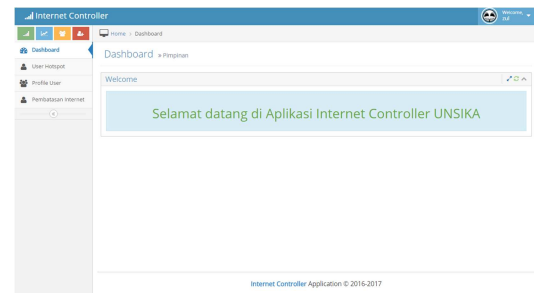 Internet Controller
Welcome, zul
Home > Dashboard
Dashboard
Dashboard » Pimpinan
User Hotspot
Welcome
Profile User
Pembatasan Internet
Selamat datang di Aplikasi Internet Controller UNSIKA
Internet Controller Application © 2016-2017